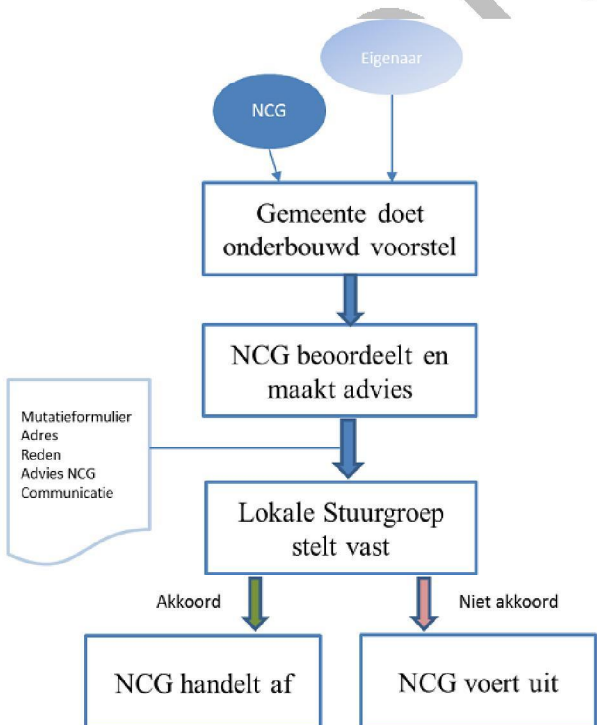 Eigenaar
NCG
Gemeente doet
onderbouwd voorstel
NCG beoordeelt en
maakt advies
Mutatieformulier
Adres
Reden
Advies NCG
Communicatie
Lokale Stuurgroep
stelt vast
Akkoord
Niet akkoord
NCG handelt af
NCG voert uit